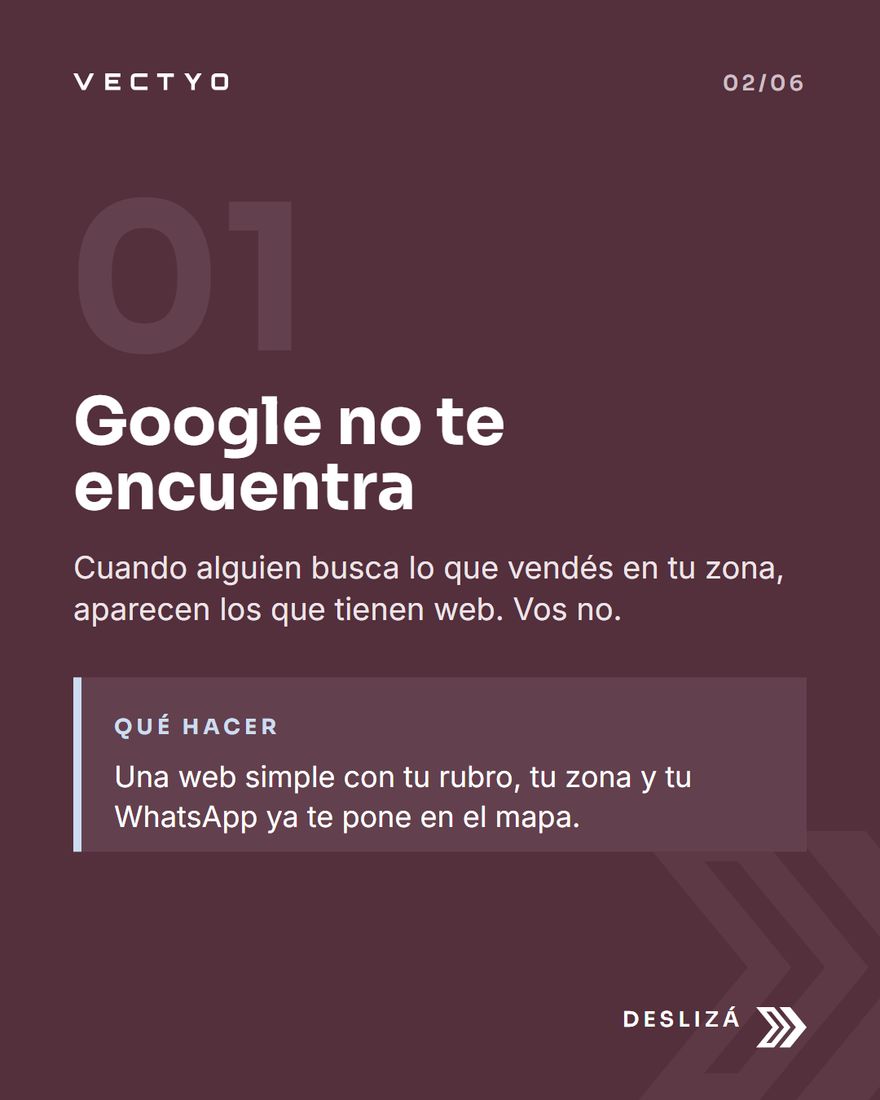 VECTYO
02/06
01
Google no te
encuentra
Cuando alguien busca lo que vendés en tu zona,
aparecen los que tienen web. Vos no.
QUÉ HACER
Una web simple con tu rubro, tu zona y tu
WhatsApp ya te pone en el mapa.
DESLIZÁ